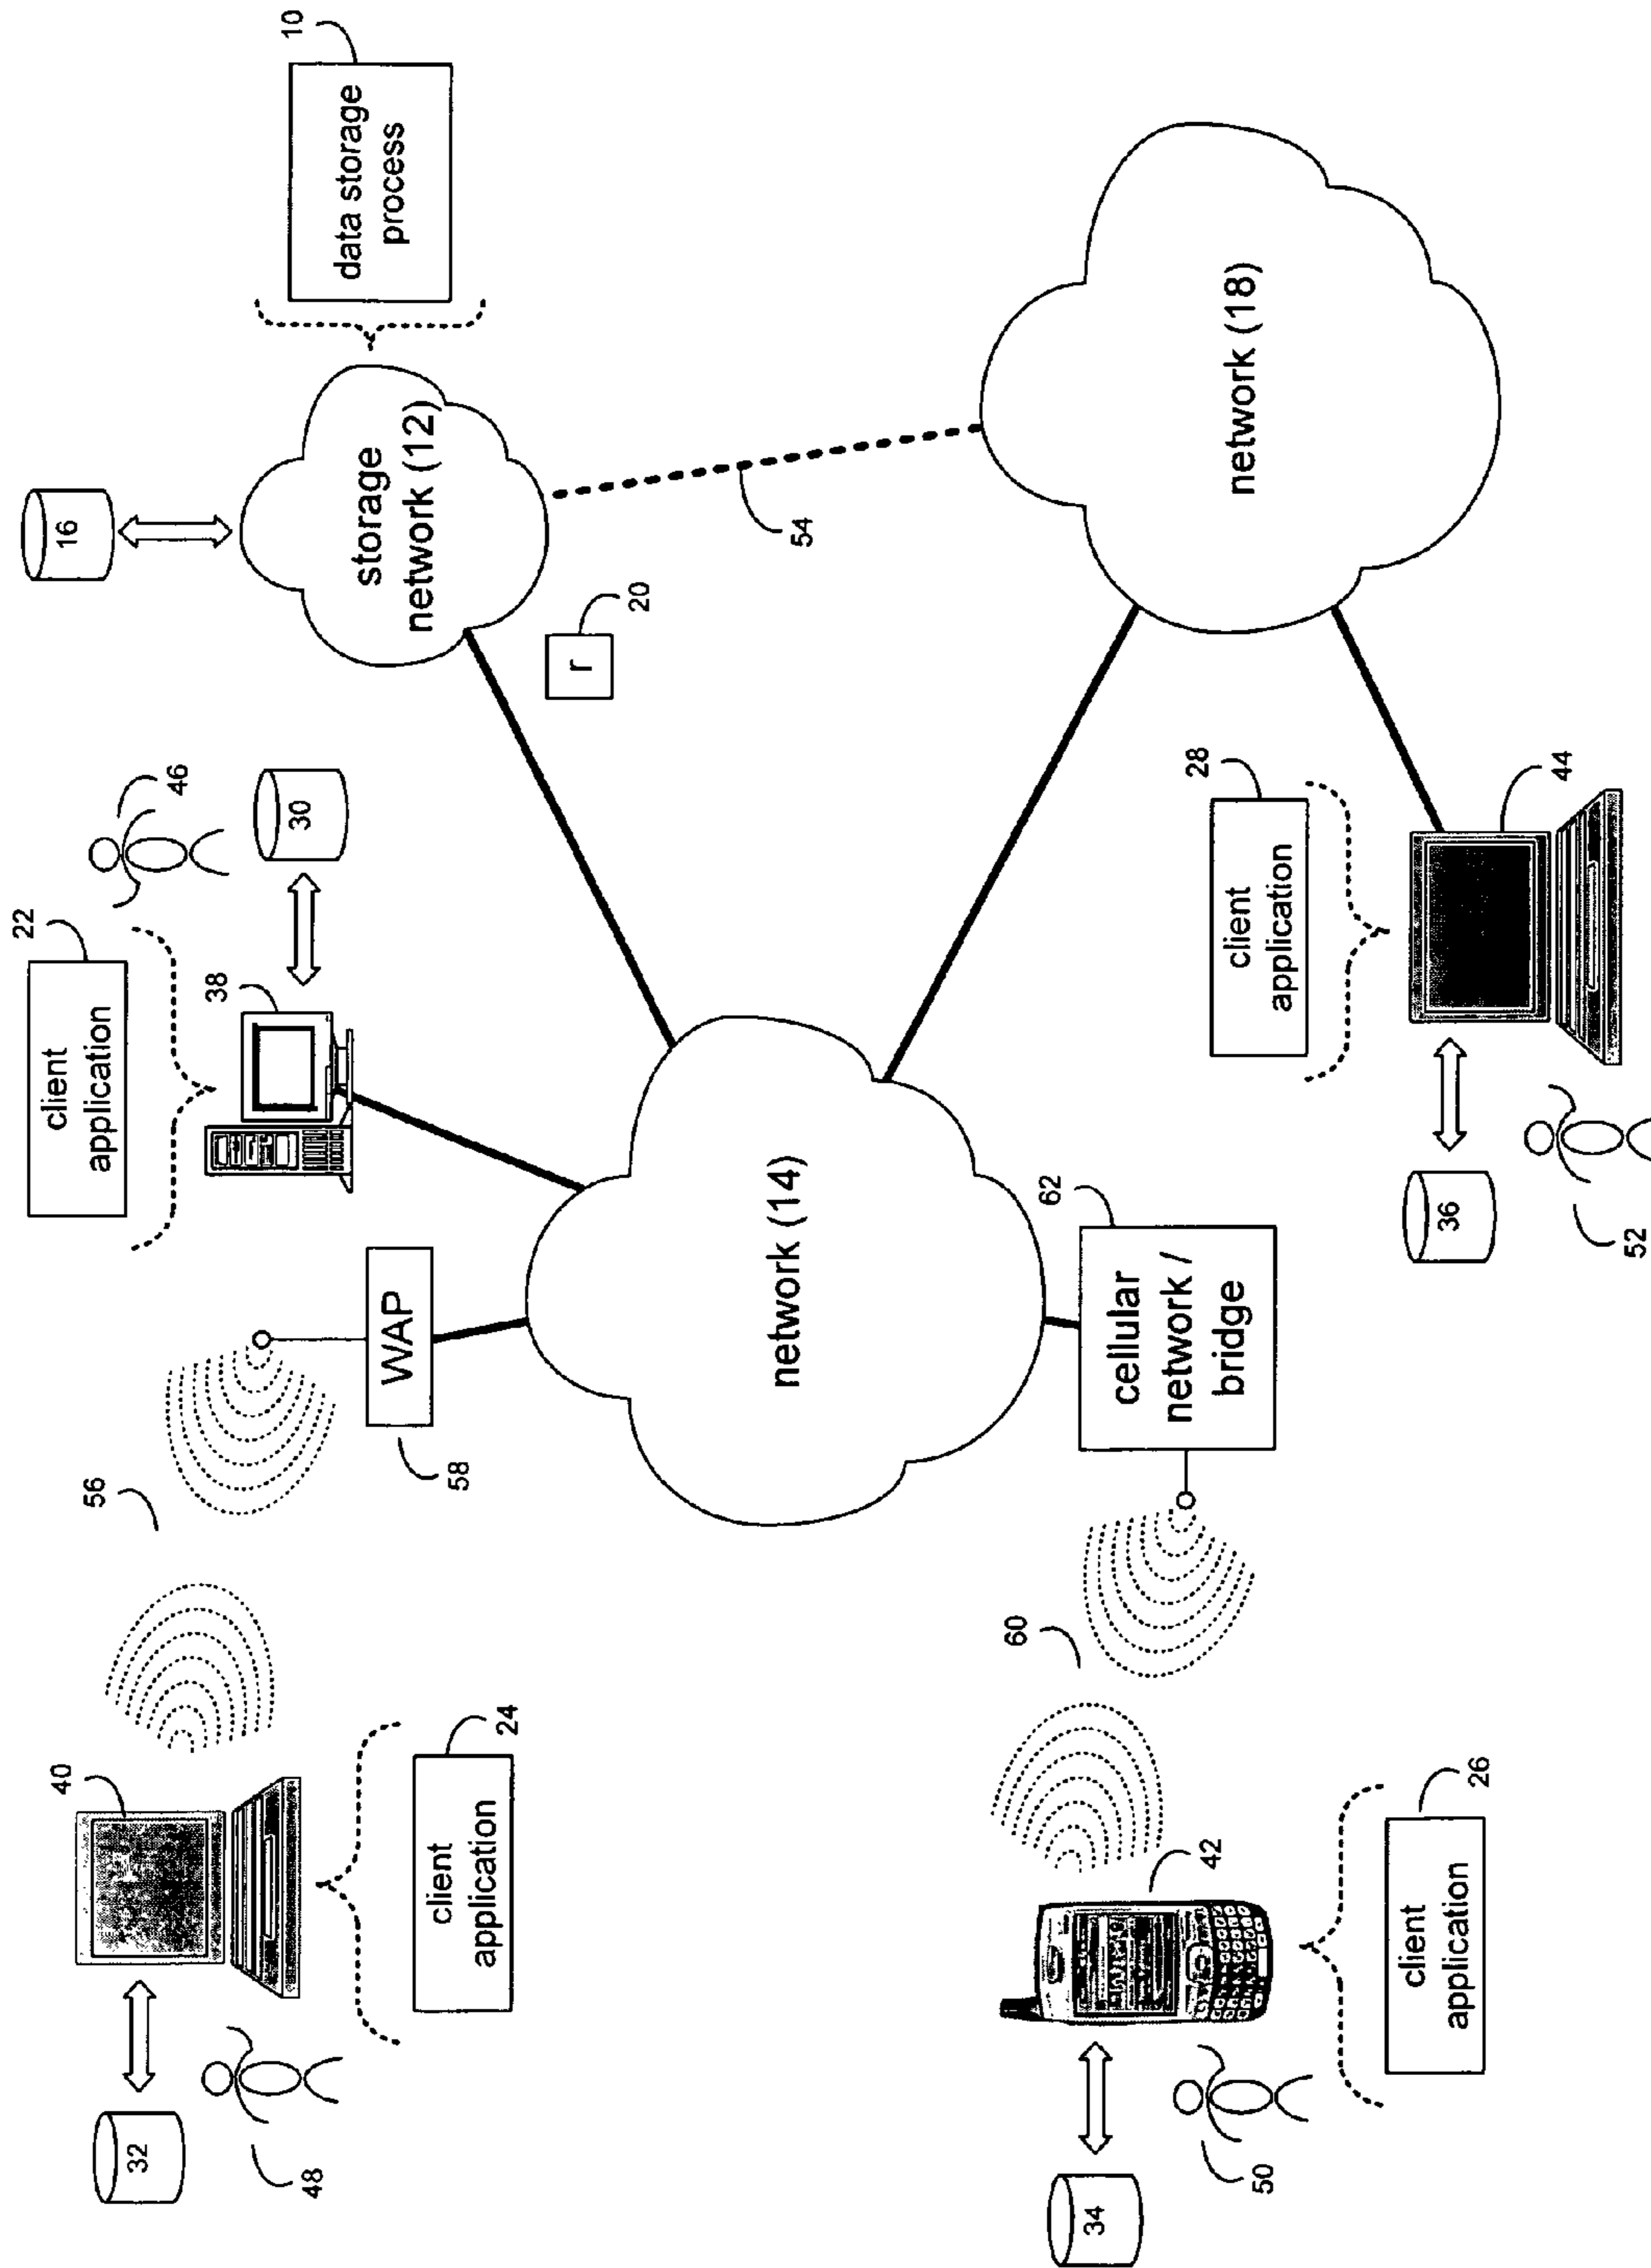 16
storage
network (12)
data storage
process
10
r
20
54
network (18)
client
application
22
38
46
30
WAP
58
56
network (14)
cellular
network /
bridge
62
60
40
32
48
client
application
24
42
34
50
client
application
26
client
application
28
44
36
52